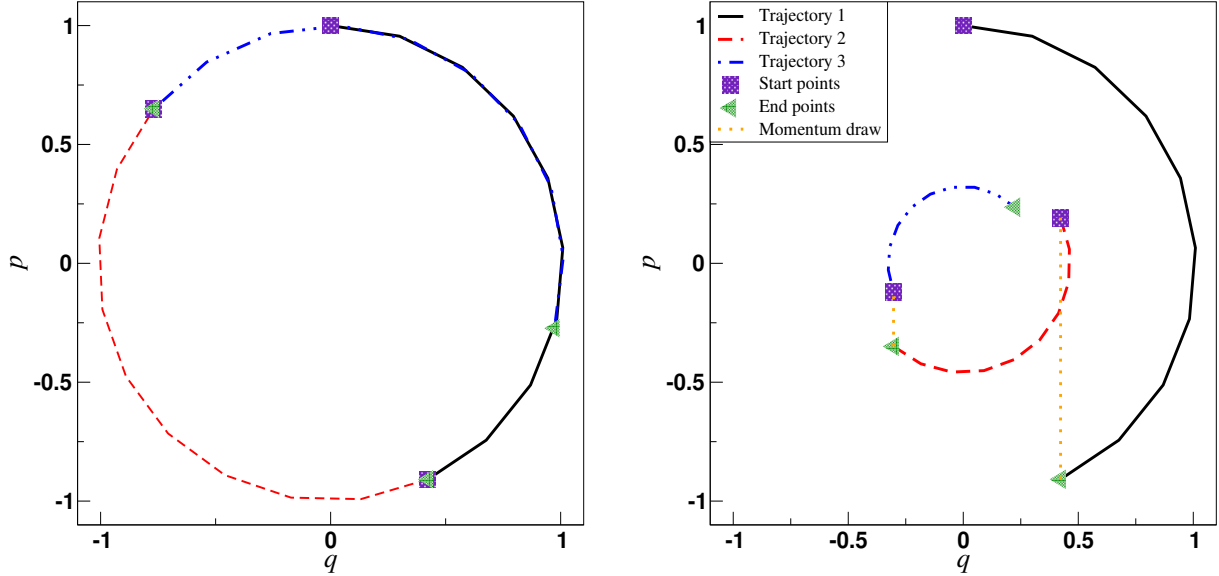 1
0.5
0
-0.5
-1
p
-1
0
1
q
1
0.5
0
-0.5
-1
p
-1
-0.5
0
0.5
1
q
Trajectory 1
Trajectory 2
Trajectory 3
Start points
End points
Momentum draw